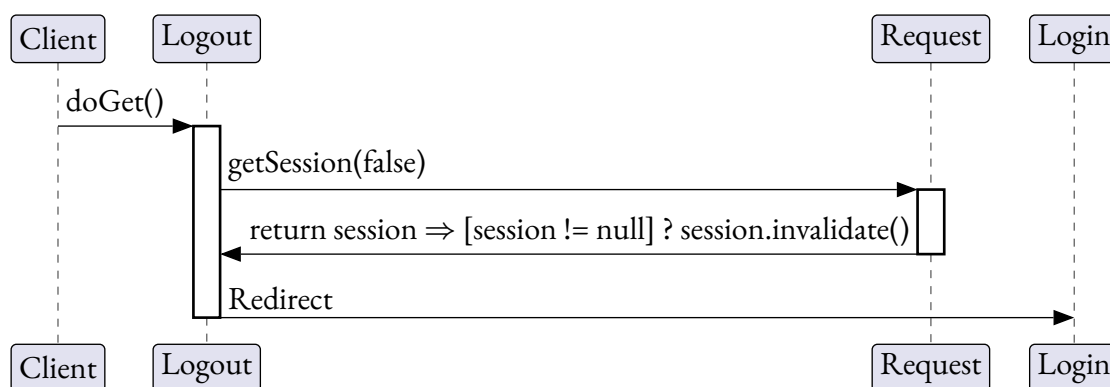 Client Logout Request Login
doGet()
getSession(false)
return session ⇒ [session != null] ? session.invalidate()
Redirect
Client Logout Request Login